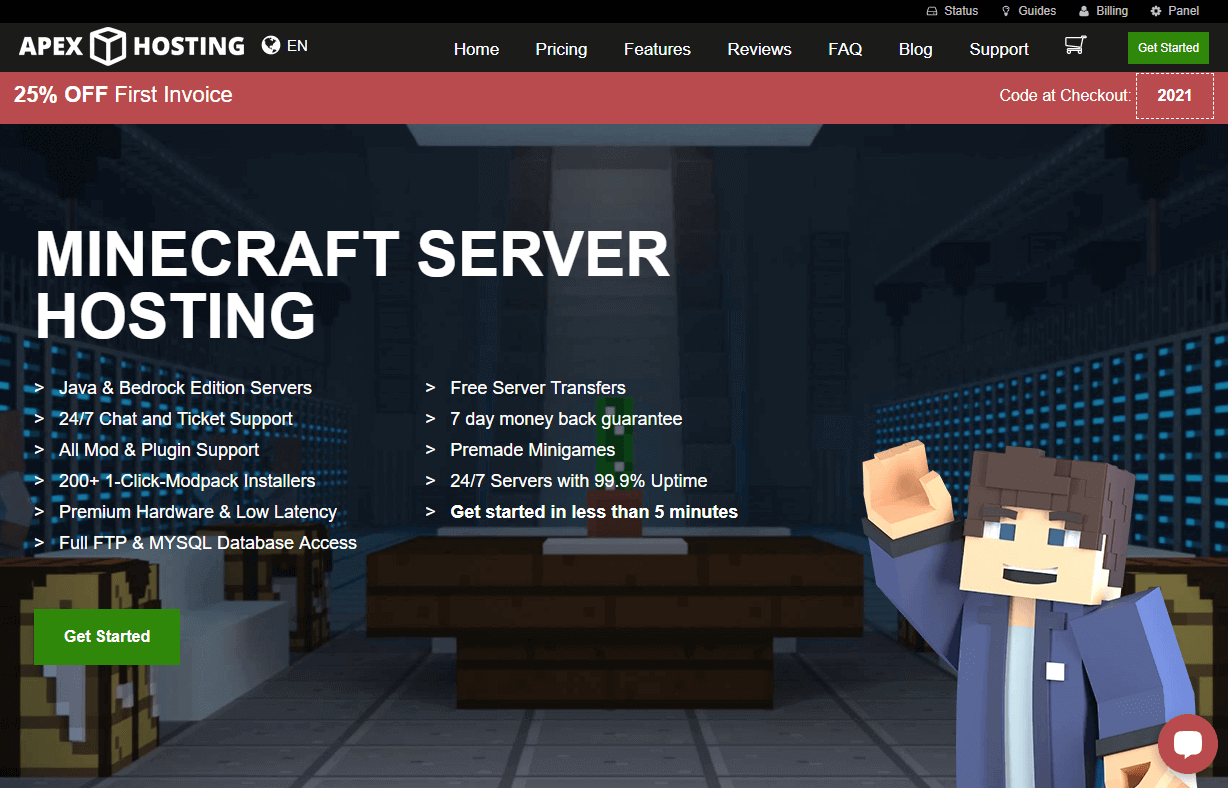 Status Guides Billing Panel
APEX HOSTING EN
Home Pricing Features Reviews FAQ Blog Support Get Started
25% OFF First Invoice
Code at Checkout: 2021
MINECRAFT SERVER
HOSTING
> Java & Bedrock Edition Servers
> 24/7 Chat and Ticket Support
> All Mod & Plugin Support
> 200+ 1-Click-Modpack Installers
> Premium Hardware & Low Latency
> Full FTP & MYSQL Database Access
> Free Server Transfers
> 7 day money back guarantee
> Premade Minigames
> 24/7 Servers with 99.9% Uptime
> Get started in less than 5 minutes
Get Started